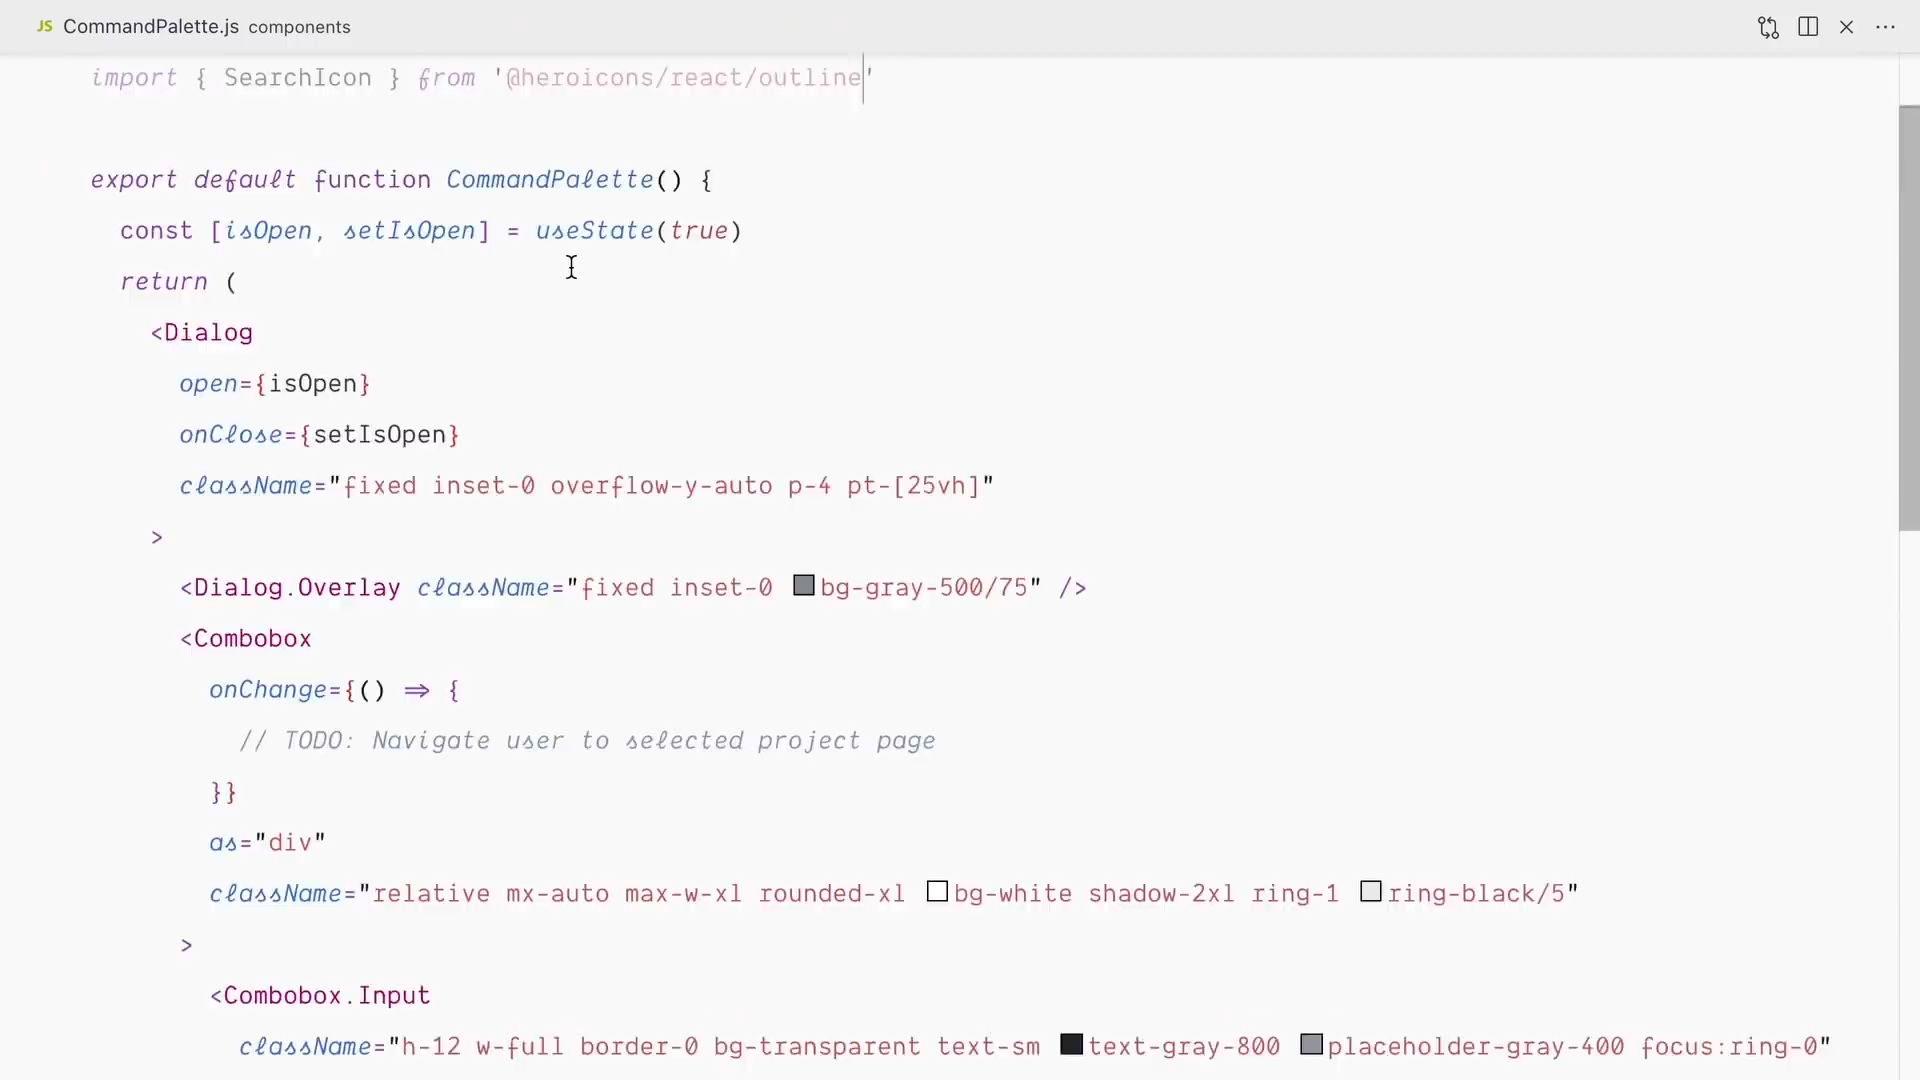 JS CommandPalette.js components
import { SearchIcon } from '@heroicons/react/outline'
export default function CommandPalette() {
const [isOpen, setIsOpen] = useState(true)
return (
<Dialog
open={isOpen}
onClose={setIsOpen}
className="fixed inset-0 overflow-y-auto p-4 pt-[25vh]"
>
<Dialog.Overlay className="fixed inset-0 bg-gray-500/75" />
<Combobox
onChange={() ⇒ {
// TODO: Navigate user to selected project page
}}
as="div"
className="relative mx-auto max-w-xl rounded-xl bg-white shadow-2xl ring-1 ring-black/5"
>
<Combobox.Input
className="h-12 w-full border-0 bg-transparent text-sm text-gray-800 placeholder-gray-400 focus:ring-0"